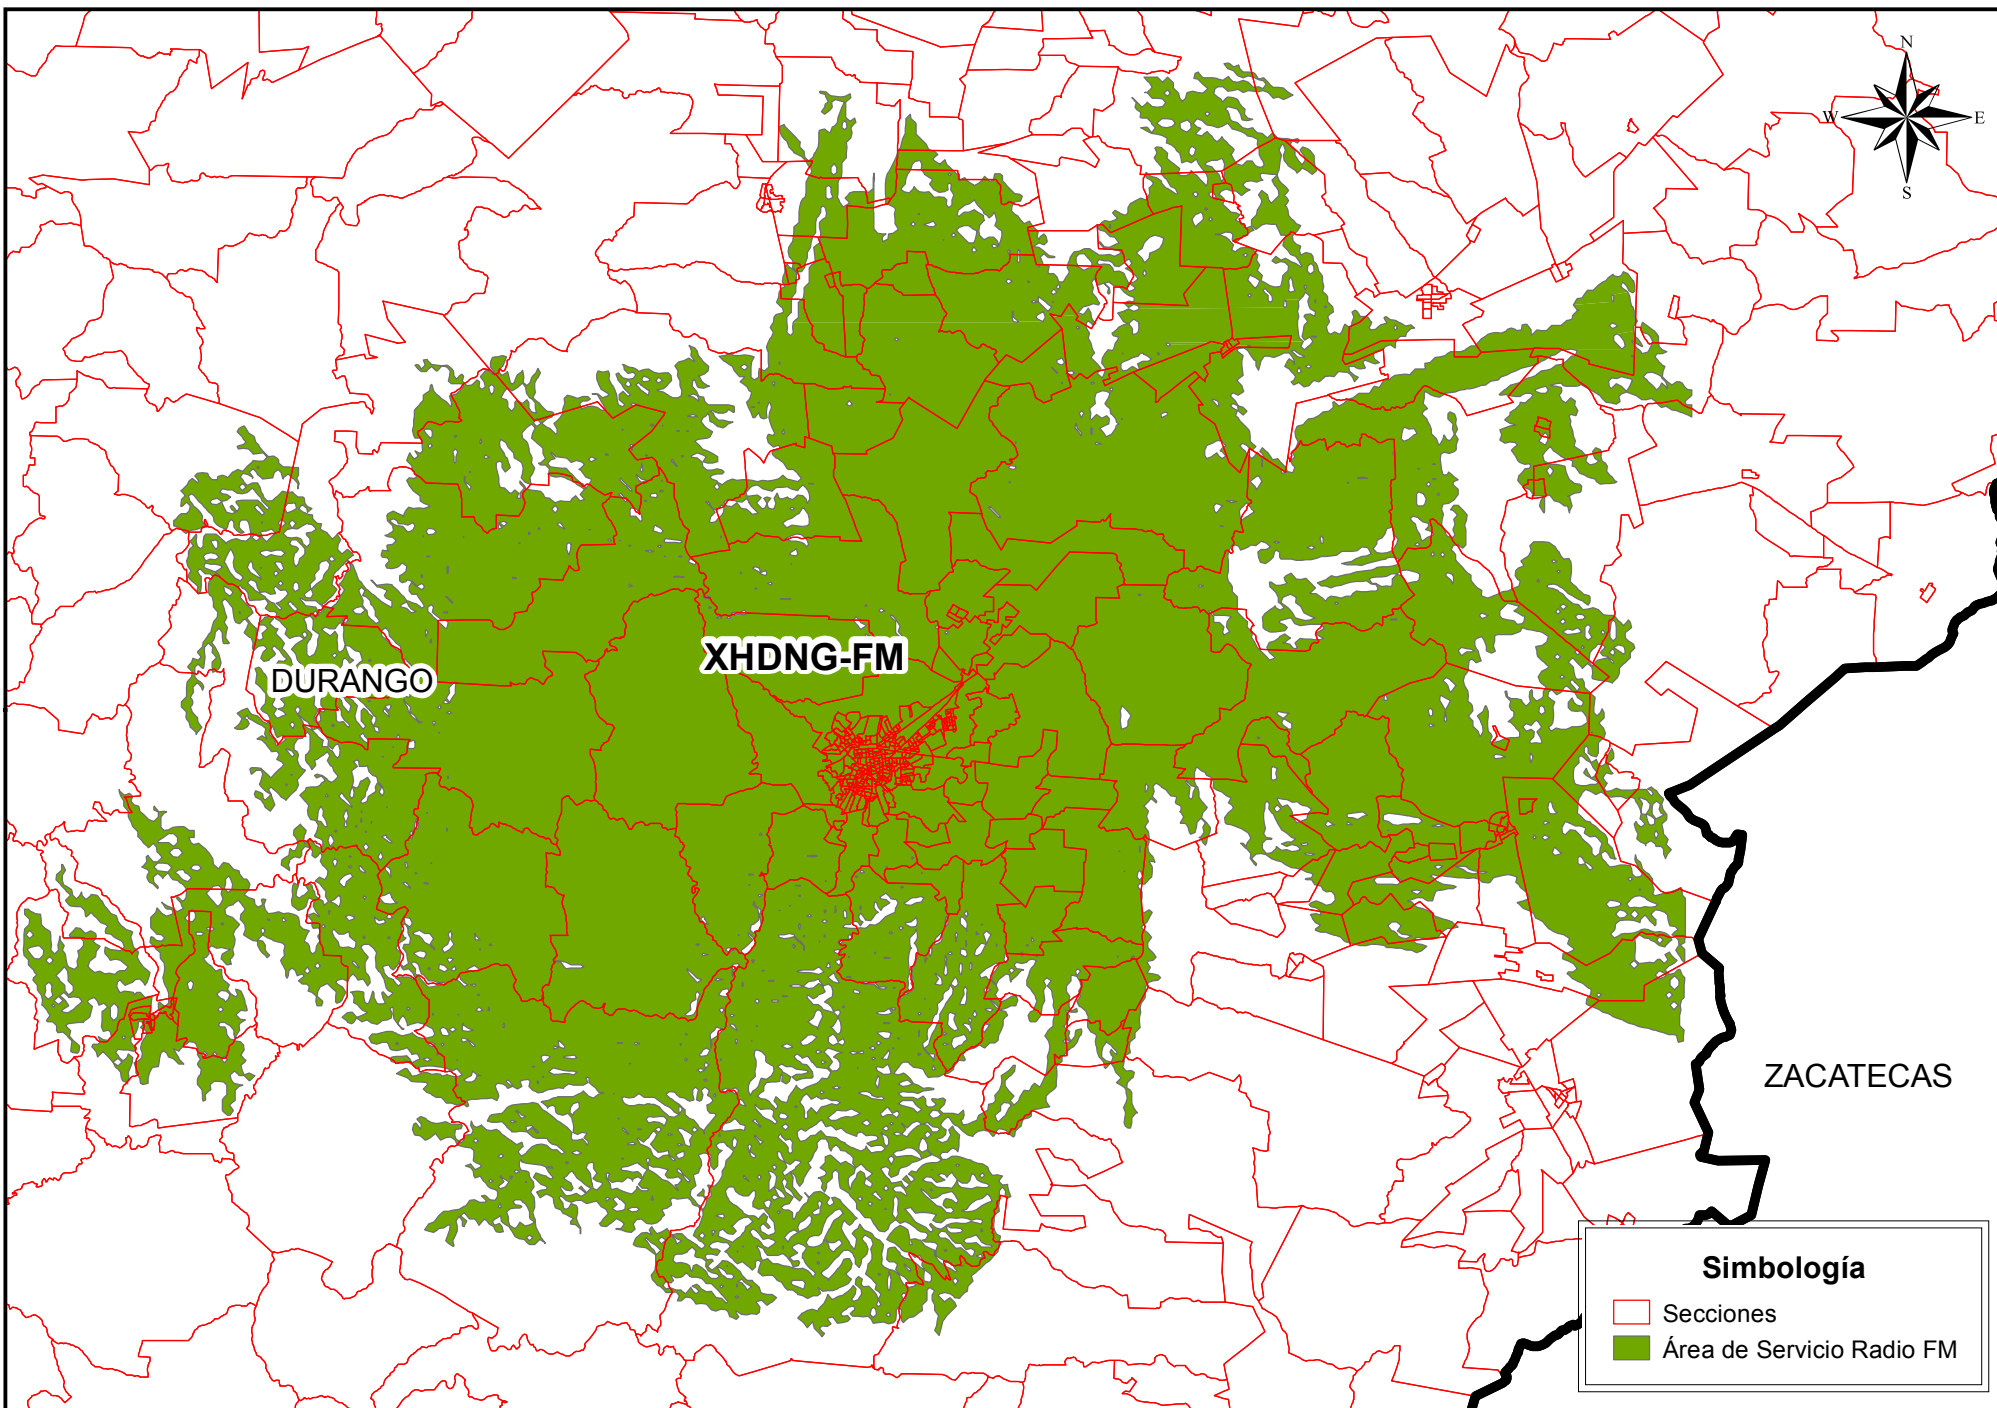 N
W E
S
XHDNG-FM
DURANGO
ZACATECAS
Simbología
Secciones
Área de Servicio Radio FM